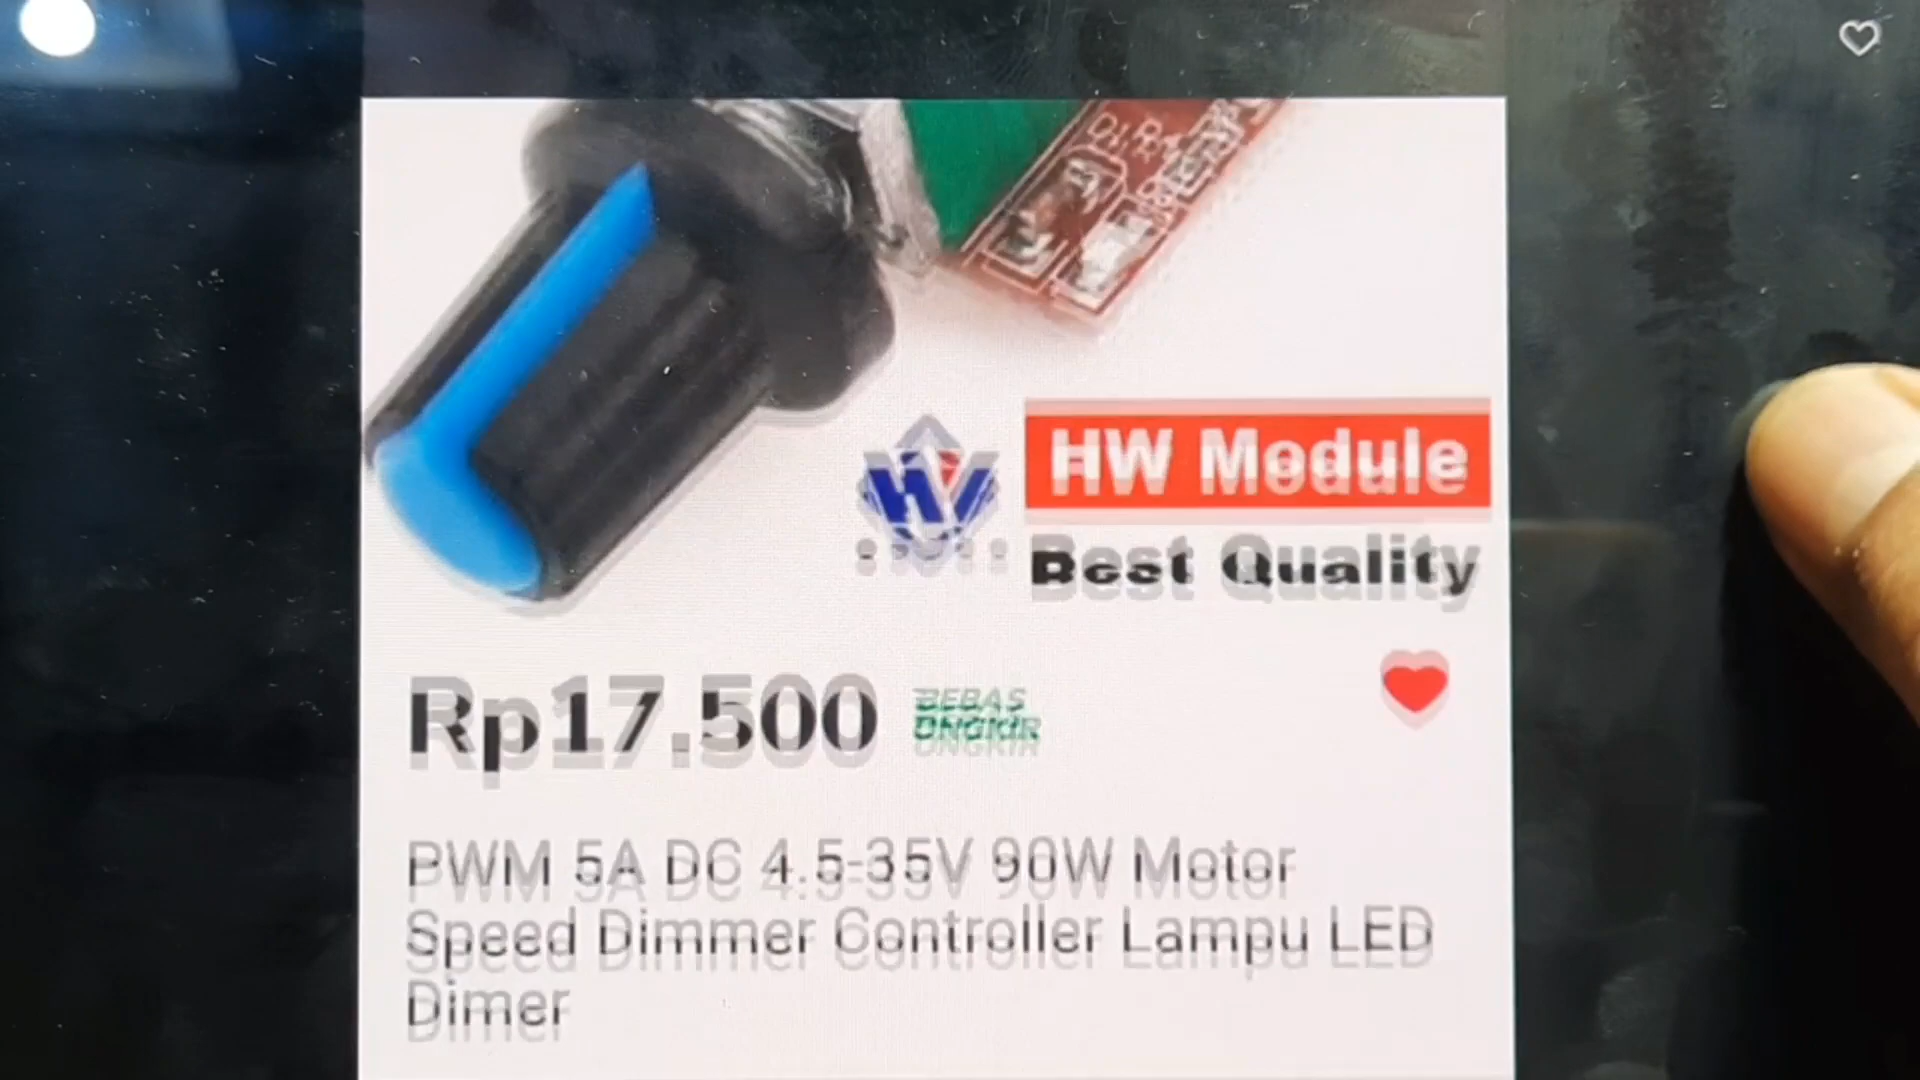 HW Module
Best Quality
Rp17.500
BEBAS
ONGKIR
PWM 5A DC 4.5-35V 90W Motor
Speed Dimmer Controller Lampu LED
Dimer